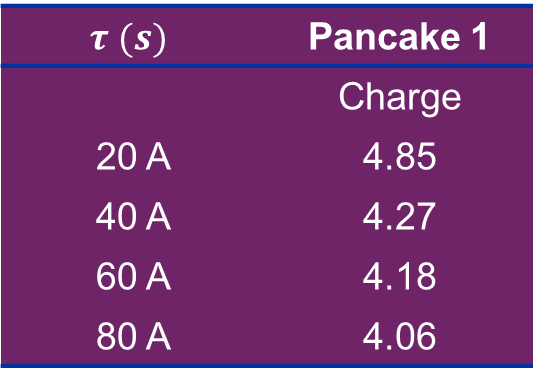 τ (s) Pancake 1
Charge
20 A 4.85
40 A 4.27
60 A 4.18
80 A 4.06